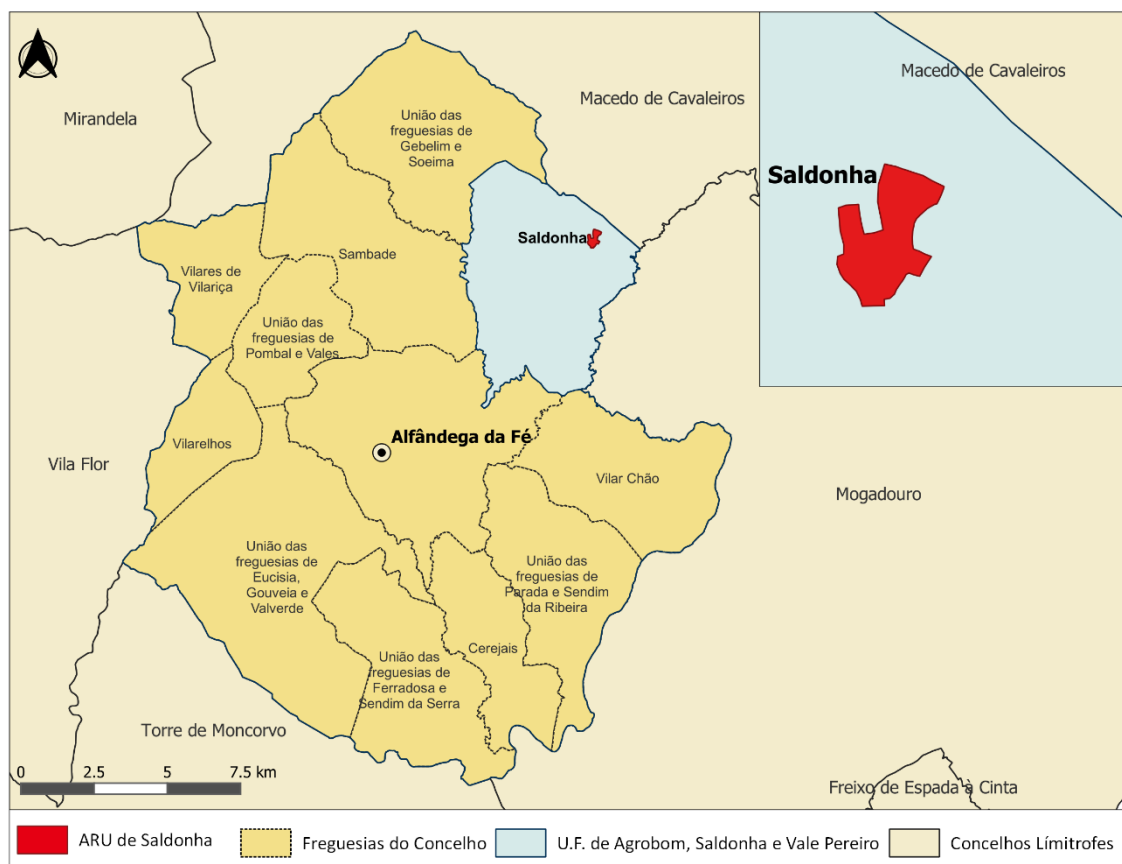 Macedo de Cavaleiros
Mirandela
Macedo de Cavaleiros
União das
freguesias de
Gebelim e
Soeima
Saldonha
Saldonha
Sambade
Vilares de
Vilariça
União das
freguesias de
Pombal e Vales
Alfândega da Fé
Vilarelhos
Vila Flor
Vilar Chão
Mogadouro
União das
freguesias de
Eucisia,
Gouveia e
Valverde
União das
freguesias de
Parada e Sendim
da Ribeira
Cerejais
União das
freguesias de
Ferradosa e
Sendim da Serra
Torre de Moncorvo
0 2.5 5 7.5 km
Freixo de Espada à Cinta
ARU de Saldonha
Freguesias do Concelho
U.F. de Agrobom, Saldonha e Vale Pereiro
Concelhos Límitrofes